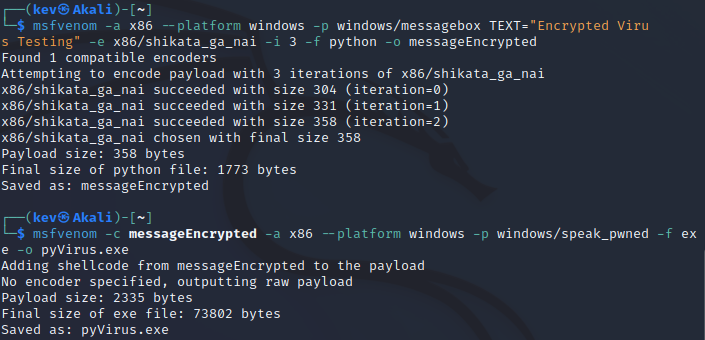 ┌──(kev㉿Akali)-[~]
└─$ msfvenom -a x86 --platform windows -p windows/messagebox TEXT="Encrypted Viru
s Testing" -e x86/shikata_ga_nai -i 3 -f python -o messageEncrypted
Found 1 compatible encoders
Attempting to encode payload with 3 iterations of x86/shikata_ga_nai
x86/shikata_ga_nai succeeded with size 304 (iteration=0)
x86/shikata_ga_nai succeeded with size 331 (iteration=1)
x86/shikata_ga_nai succeeded with size 358 (iteration=2)
x86/shikata_ga_nai chosen with final size 358
Payload size: 358 bytes
Final size of python file: 1773 bytes
Saved as: messageEncrypted
┌──(kev㉿Akali)-[~]
└─$ msfvenom -c messageEncrypted -a x86 --platform windows -p windows/speak_pwned -f ex
e -o pyVirus.exe
Adding shellcode from messageEncrypted to the payload
No encoder specified, outputting raw payload
Payload size: 2335 bytes
Final size of exe file: 73802 bytes
Saved as: pyVirus.exe